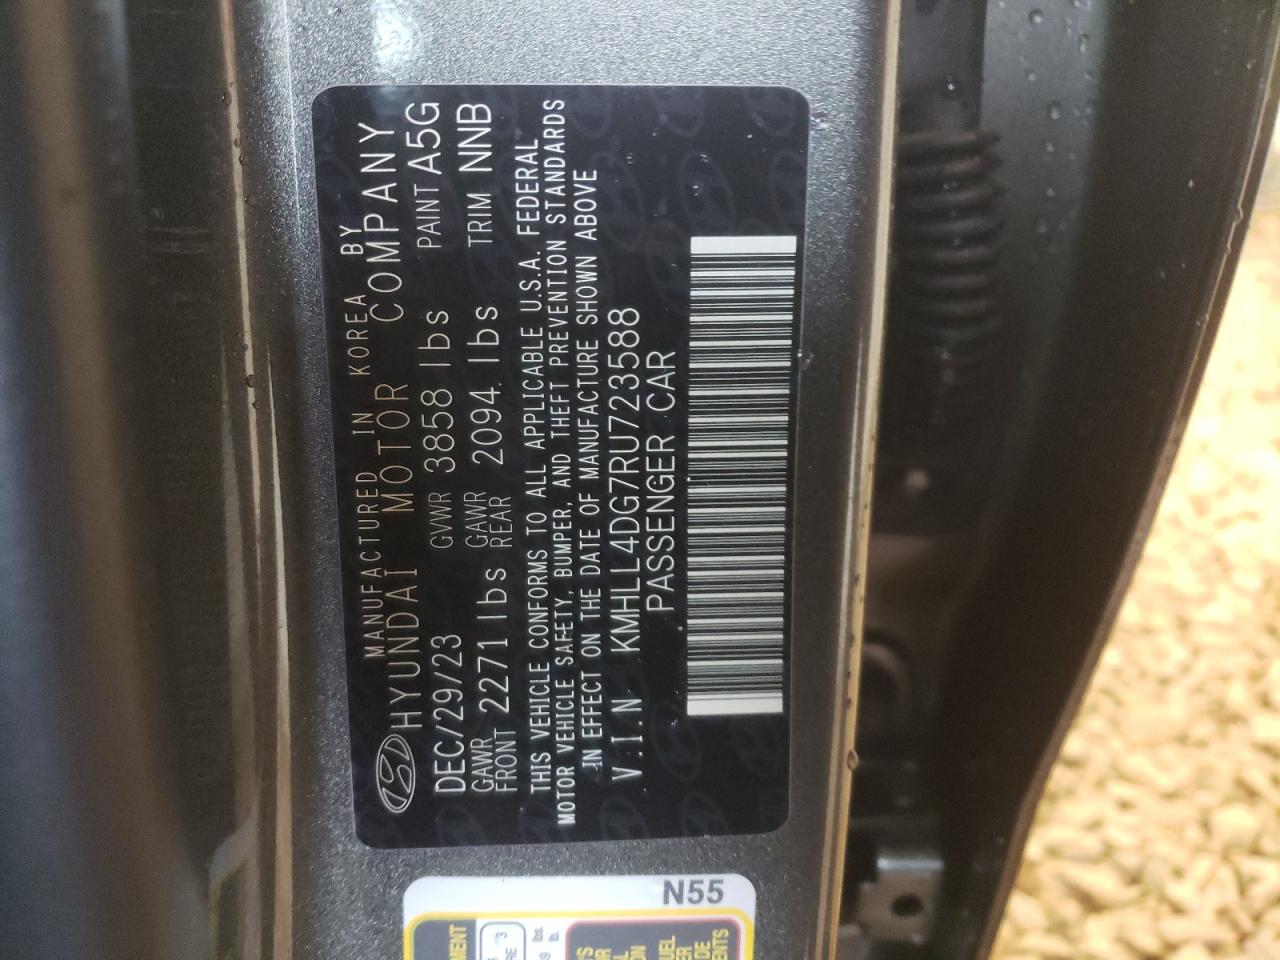 MANUFACTURED IN KOREA BY
HYUNDAI MOTOR COMPANY
DEC/29/23 GVWR 3858 lbs PAINT A5G
GAWR FRONT 2271 lbs GAWR REAR 2094 lbs TRIM NNB
THIS VEHICLE CONFORMS TO ALL APPLICABLE U.S.A. FEDERAL
MOTOR VEHICLE SAFETY, BUMPER, AND THEFT PREVENTION STANDARDS
IN EFFECT ON THE DATE OF MANUFACTURE SHOWN ABOVE
V.I.N KMHLL4DG7RU723588
PASSENGER CAR
N55